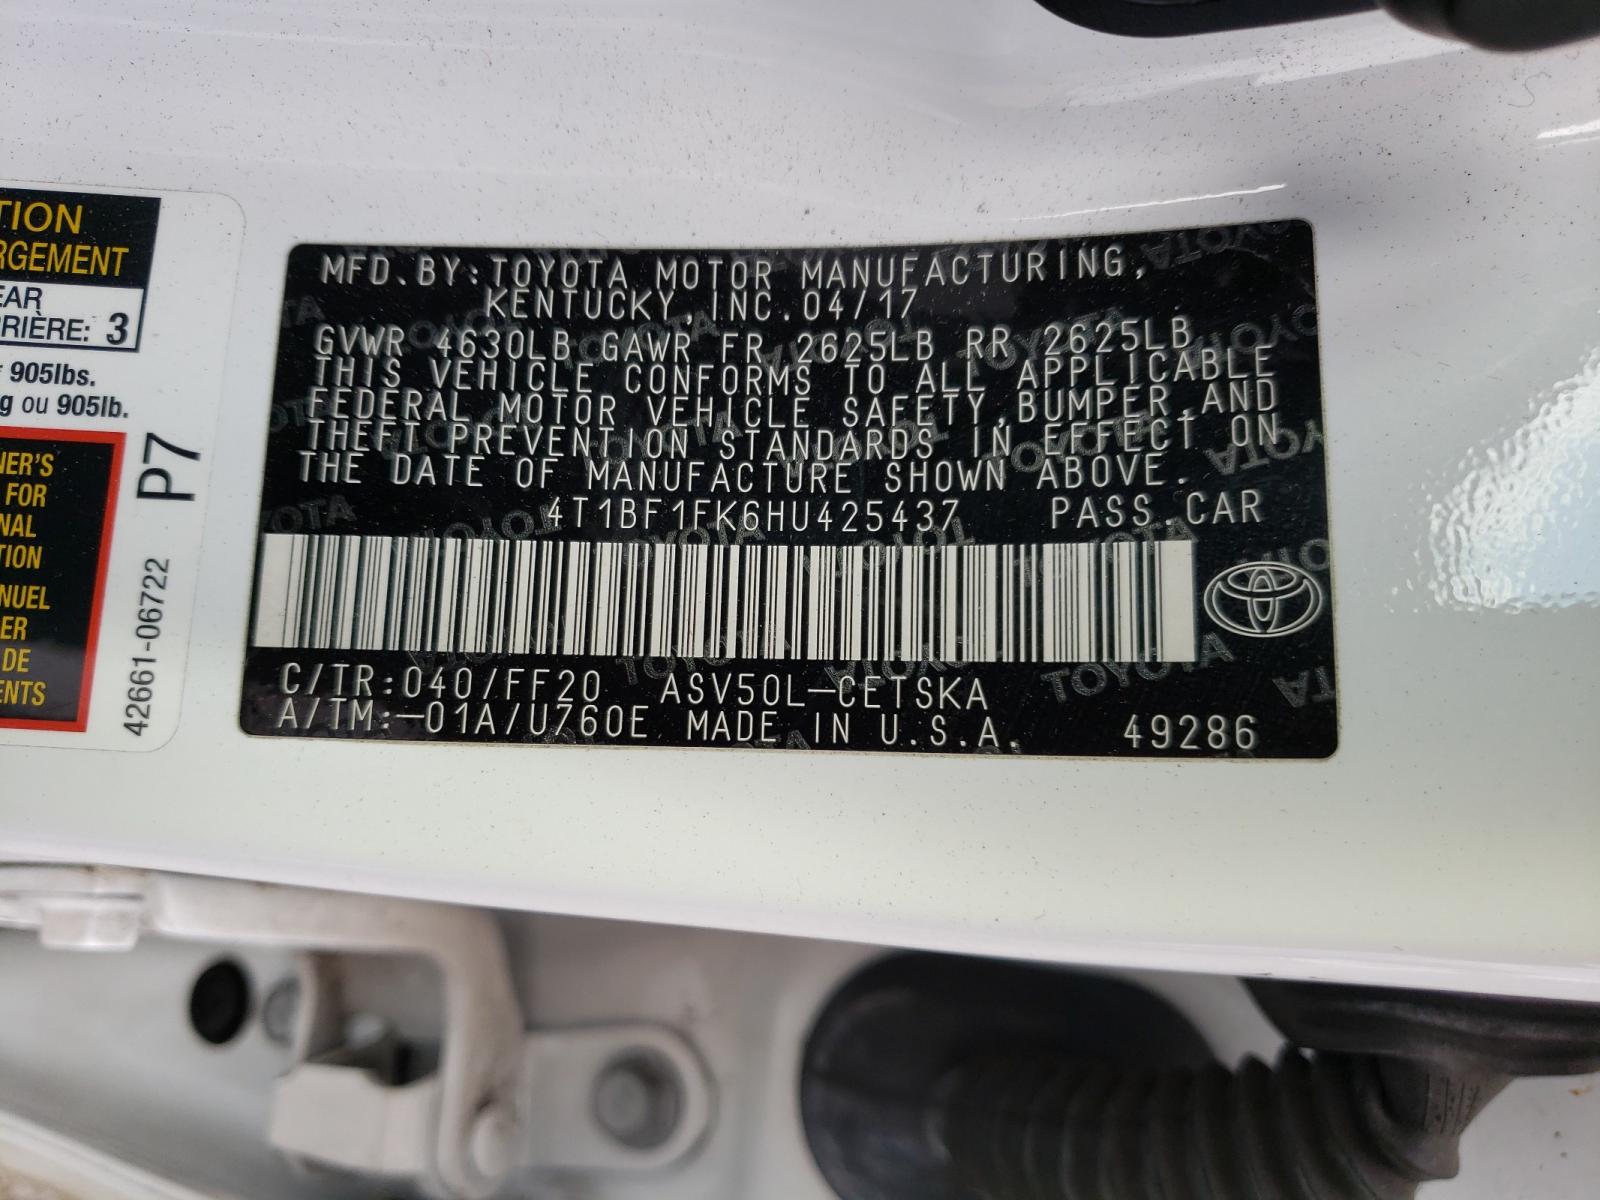 TION
RGEMENT
EAR
RIÈRE: 3
905lbs.
g ou 905lb.
NER'S
FOR
NAL
TION
NUEL
ER
DE
ENTS
P7
42661-06722
MFD.BY:TOYOTA MOTOR MANUFACTURING,
KENTUCKY,INC.04/17
GVWR 4630LB GAWR FR 2625LB RR 2625LB
THIS VEHICLE CONFORMS TO ALL APPLICABLE
FEDERAL MOTOR VEHICLE SAFETY,BUMPER,AND
THEFT PREVENTION STANDARDS IN EFFECT ON
THE DATE OF MANUFACTURE SHOWN ABOVE.
4T1BF1FK6HU425437 PASS.CAR
C/TR:040/FF20 ASV50L-CETSKA
A/TM:-01A/U760E MADE IN U.S.A. 49286